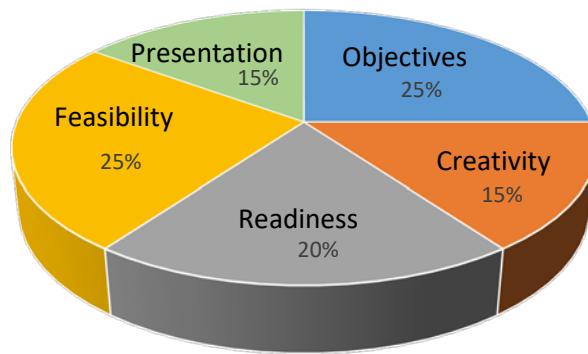 Presentation
15%
Objectives
25%
Feasibility
25%
Creativity
15%
Readiness
20%